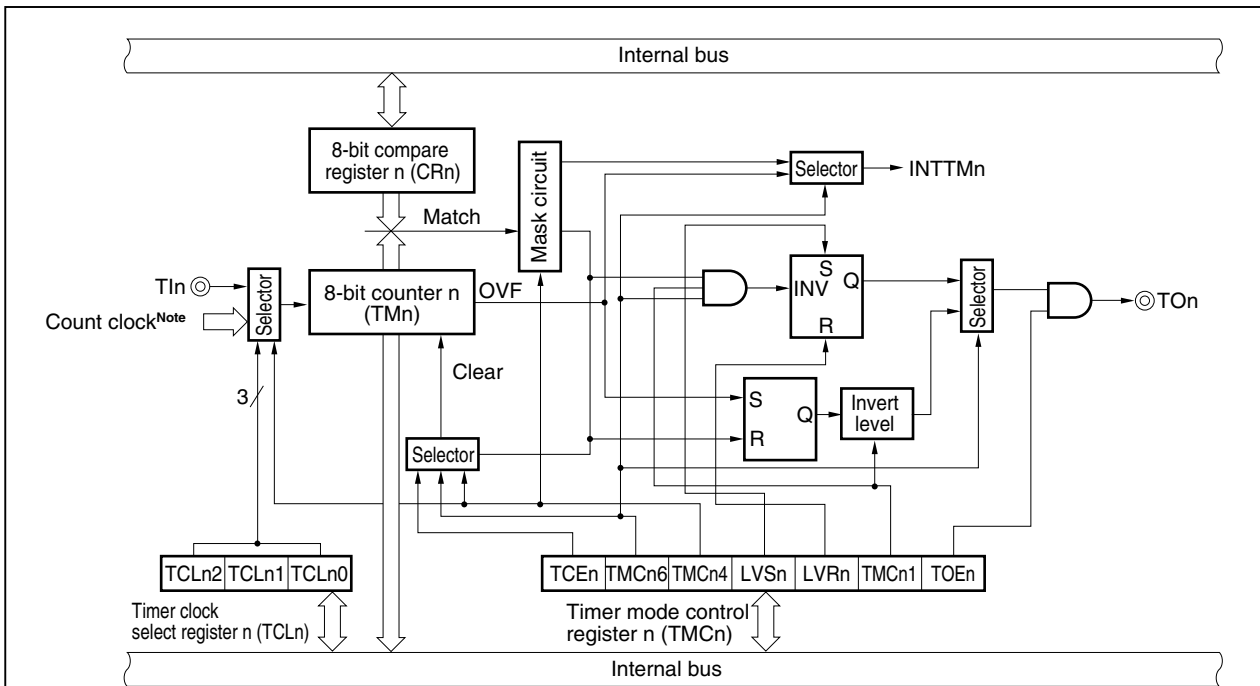 Internal bus
8-bit compare
register n (CRn)
Match
Mask circuit
Selector
INTTMn
TIn
Count clockNote
Selector
8-bit counter n
(TMn)
OVF
Clear
S
INV
Q
R
Selector
TOn
3
S
Q
R
Invert
level
Selector
TCLn2 TCLn1 TCLn0
TCEn TMCn6 TMCn4 LVSn LVRn TMCn1 TOEn
Timer clock
select register n (TCLn)
Timer mode control
register n (TMCn)
Internal bus